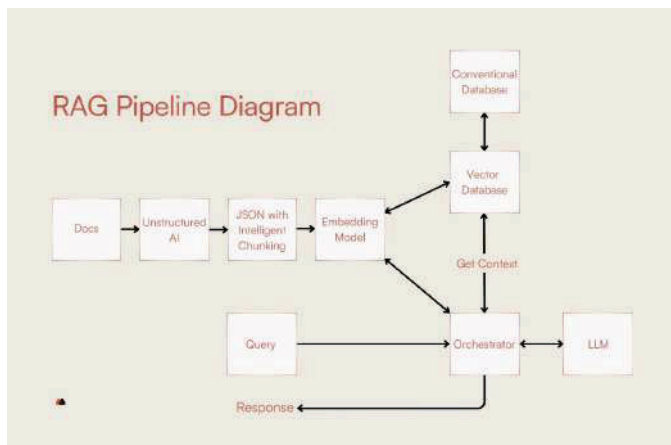 RAG Pipeline Diagram
Conventional
Database
Vector
Database
Docs
Unstructured
AI
JSON with
Intelligent
Chunking
Embedding
Model
Get Context
Query
Orchestrator
LLM
Response